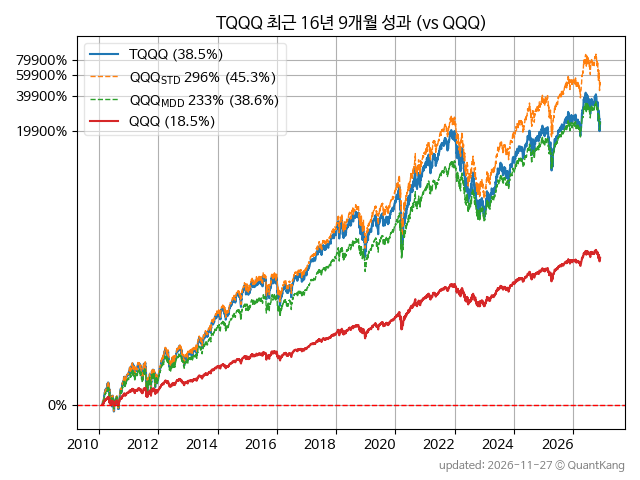 TQQQ 최근 16년 9개월 성과 (vs QQQ)
TQQQ (38.5%)
QQQSTD 296% (45.3%)
QQQMDD 233% (38.6%)
QQQ (18.5%)
79900%
59900%
39900%
19900%
0%
2010 2012 2014 2016 2018 2020 2022 2024 2026
updated: 2026-11-27 © QuantKang